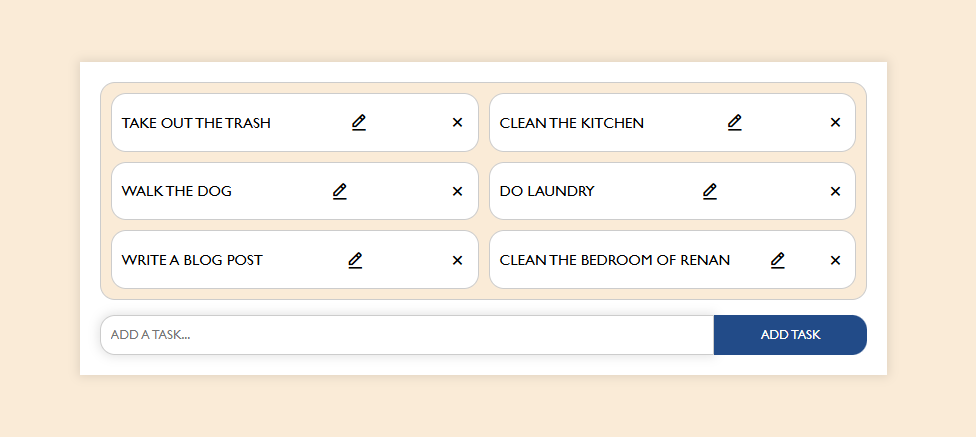 TAKE OUT THE TRASH
CLEAN THE KITCHEN
WALK THE DOG
DO LAUNDRY
WRITE A BLOG POST
CLEAN THE BEDROOM OF RENAN
ADD A TASK...
ADD TASK